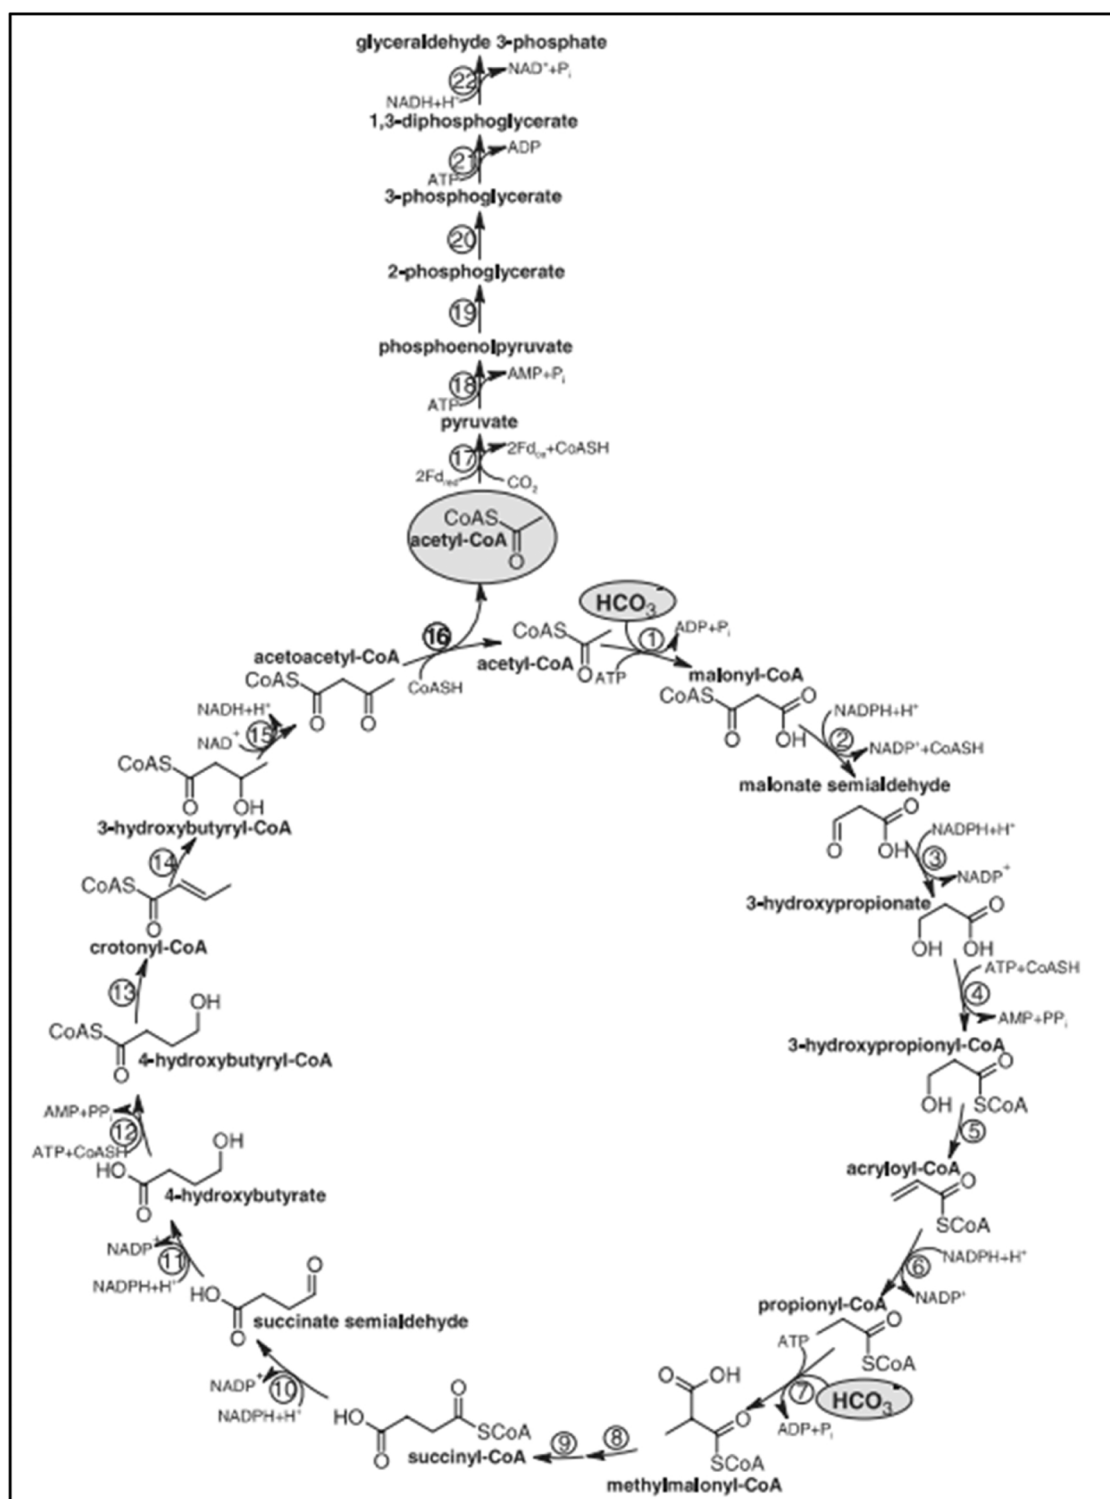 glyceraldehyde 3-phosphate
22
NAD⁺+Pᵢ
NADH+H⁺
1,3-diphosphoglycerate
21
ADP
ATP
3-phosphoglycerate
20
2-phosphoglycerate
19
phosphoenolpyruvate
18
AMP+Pᵢ
ATP
pyruvate
17
2Fdₒₓ+CoASH
2Fd_red
CO₂
CoAS
acetyl-CoA
O
HCO₃⁻
16
CoAS
1
ADP+Pᵢ
acetoacetyl-CoA
acetyl-CoA
O
ATP
malonyl-CoA
CoAS
CoASH
O
O
CoAS
O
O
OH
NADPH+H⁺
2
NADP⁺+CoASH
NADH+H⁺
15
NAD⁺
CoAS
O
OH
3-hydroxybutyryl-CoA
malonate semialdehyde
O
O
OH
NADPH+H⁺
3
NADP⁺
14
CoAS
O
crotonyl-CoA
3-hydroxypropionate
O
OH
OH
ATP+CoASH
4
AMP+PPᵢ
13
OH
CoAS
O
4-hydroxybutyryl-CoA
3-hydroxypropionyl-CoA
O
OH
SCoA
5
AMP+PPᵢ
12
ATP+CoASH
OH
HO
O
4-hydroxybutyrate
acryloyl-CoA
O
SCoA
NADPH+H⁺
6
NADP⁺
NADP⁺
11
NADPH+H⁺
O
HO
O
succinate semialdehyde
propionyl-CoA
O
SCoA
ATP
7
HCO₃⁻
ADP+Pᵢ
NADP⁺
10
NADPH+H⁺
O
HO
O
SCoA
succinyl-CoA
9
8
OH
O
O
SCoA
methylmalonyl-CoA